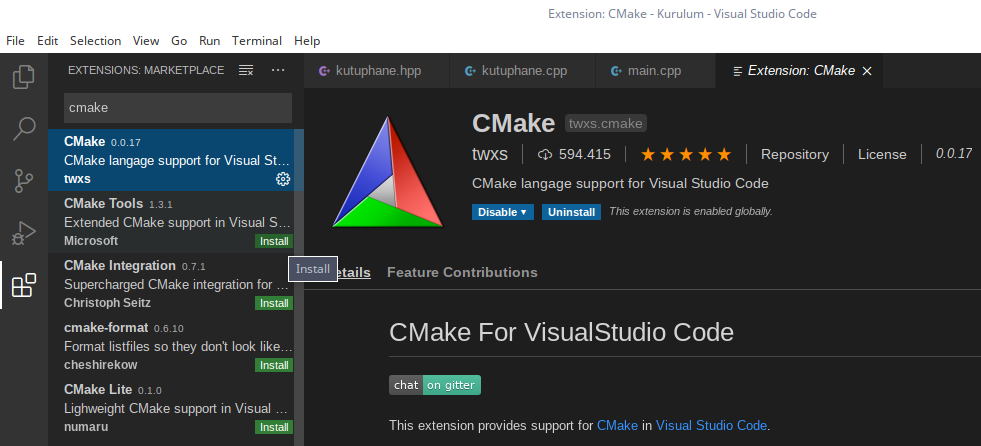 Extension: CMake - Kurulum - Visual Studio Code
File Edit Selection View Go Run Terminal Help
EXTENSIONS: MARKETPLACE
kutuphane.hpp kutuphane.cpp main.cpp Extension: CMake
cmake
CMake 0.0.17
CMake langage support for Visual St...
twxs
CMake Tools 1.3.1
Extended CMake support in Visual S...
Microsoft Install
CMake Integration 0.7.1
Supercharged CMake integration for ...
Christoph Seitz Install
cmake-format 0.6.10
Format listfiles so they don't look like...
cheshirekow Install
CMake Lite 0.1.0
Lighweight CMake support in Visual ...
numaru Install
Install
CMake twxs.cmake
twxs 594.415 Repository License 0.0.17
CMake langage support for Visual Studio Code
Disable Uninstall This extension is enabled globally.
etails Feature Contributions
CMake For VisualStudio Code
chat on gitter
This extension provides support for CMake in Visual Studio Code.